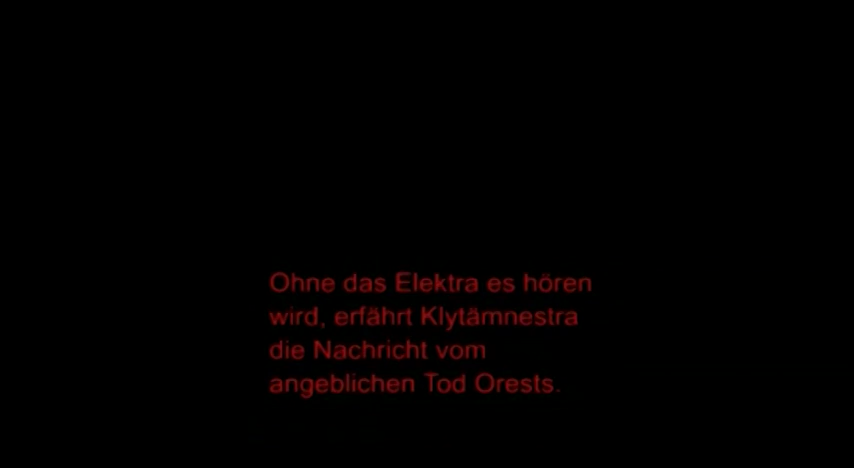 Ohne das Elektra es hören
wird, erfährt Klytämnestra
die Nachricht vom
angeblichen Tod Orests.